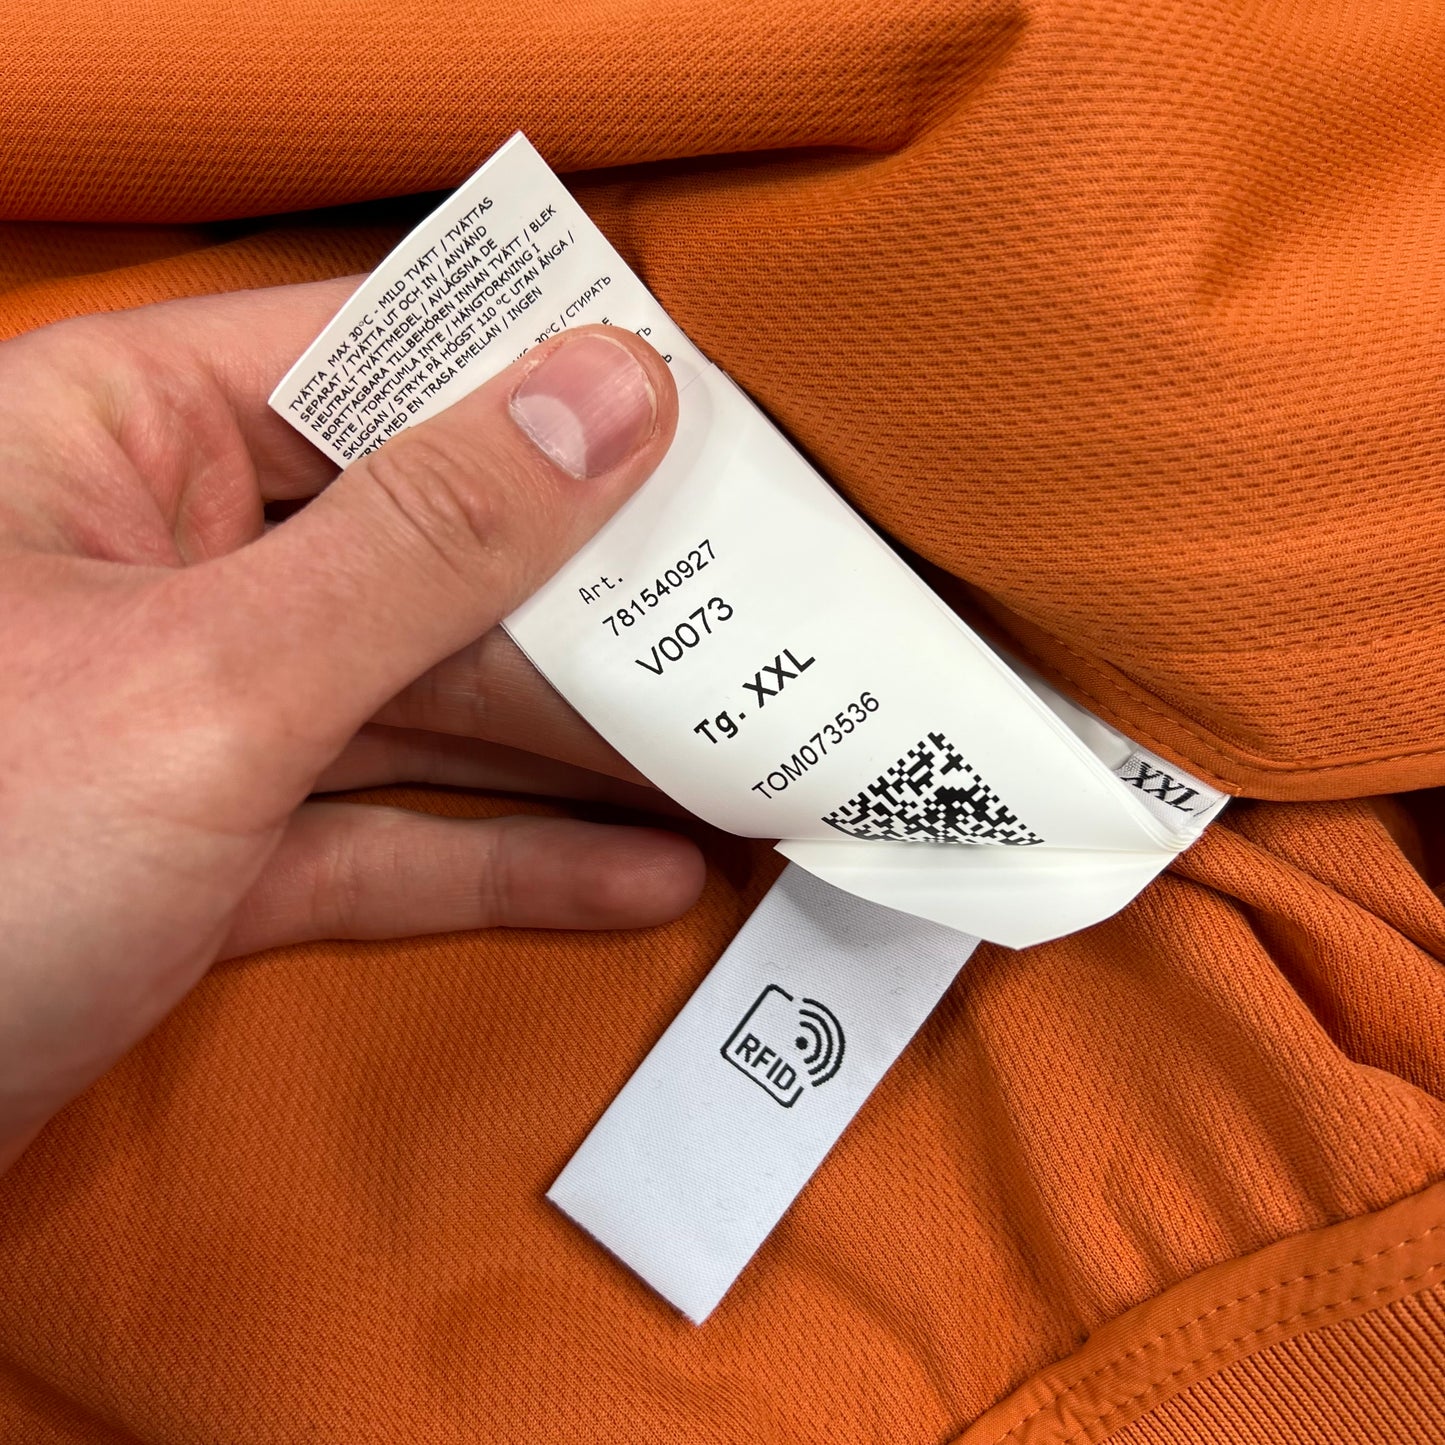 TVÄTTA MAX 30°C - MILD TVÄTT / TVÄTTAS
SEPARAT / TVÄTTA UT OCH IN / ANVÄND
NEUTRALT TVÄTTMEDEL / AVLÄGSNA DE
BORTTAGBARA TILLBEHÖREN INNAN TVÄTT / BLEK
INTE / TORKTUMLA INTE / HÄNGTORKNING I
SKUGGAN / STRYK PÅ HÖGST 110 °C UTAN ÅNGA /
STRYK MED EN TRASA EMELLAN / INGEN
30°C / СТИРАТЬ
Art.
781540927
V0073
Tg. XXL
TOM073536
XXL
RFID